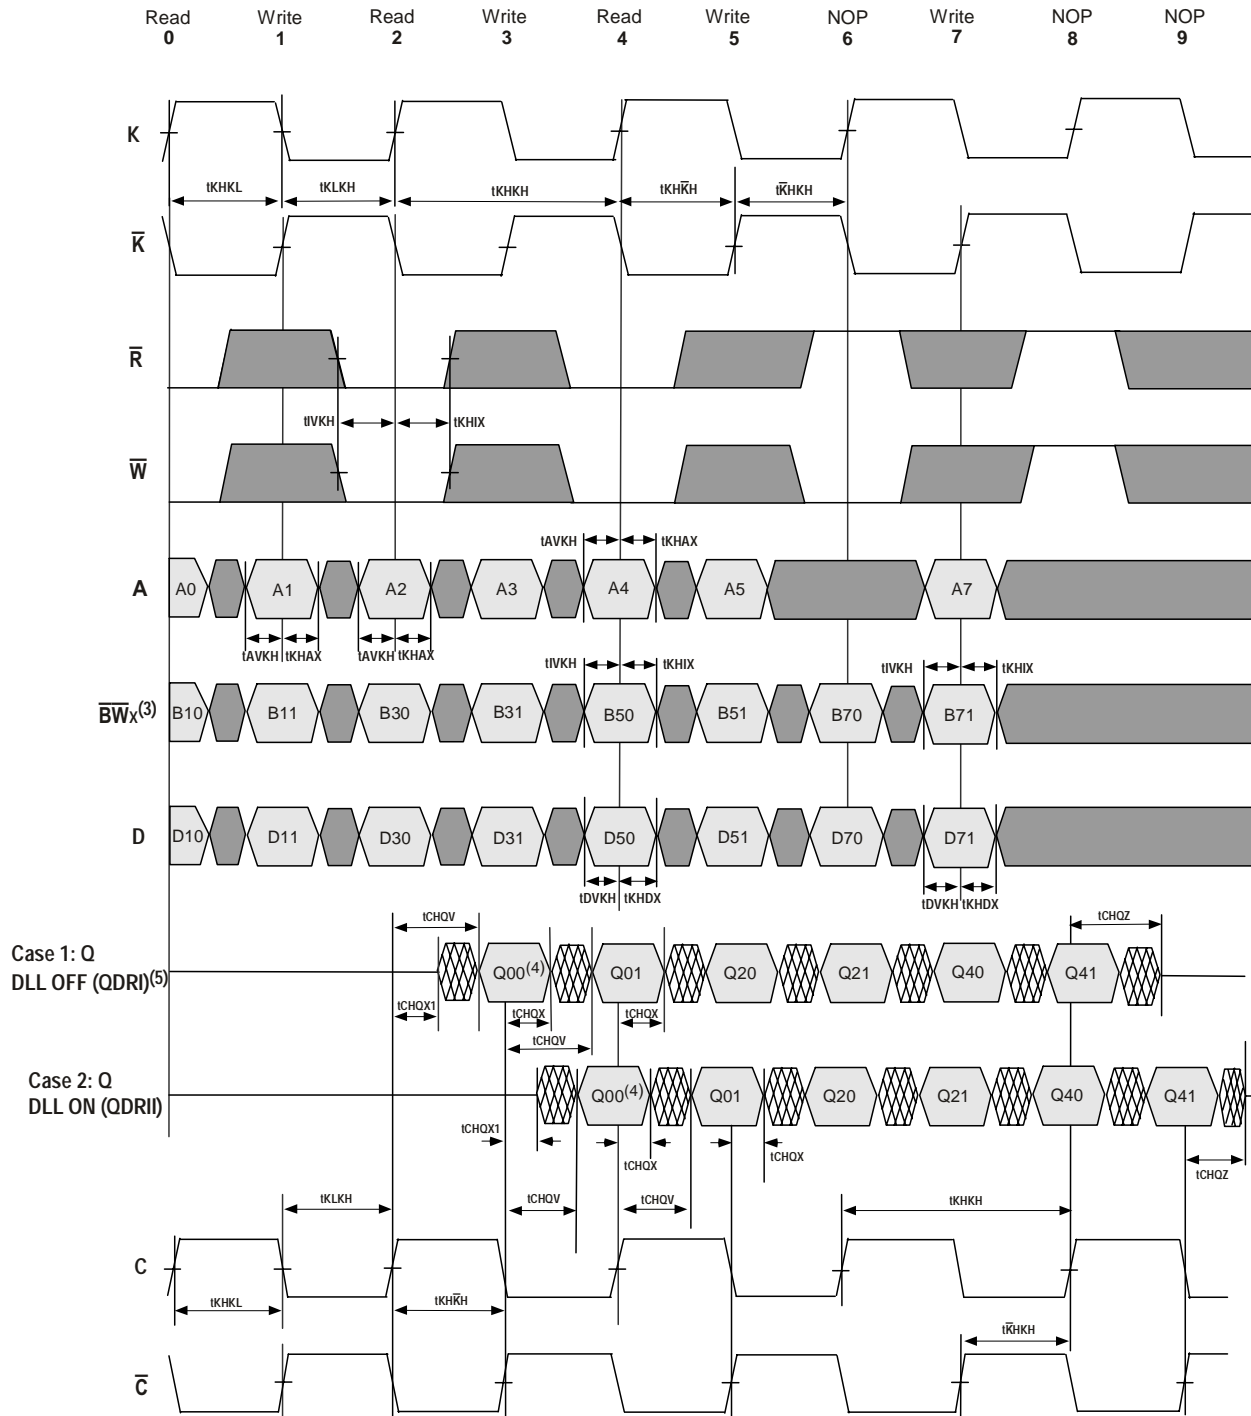 Read Write Read Write Read Write NOP Write NOP NOP
0 1 2 3 4 5 6 7 8 9
K
tKHKL tKLKH tKHKH tKHK̅H tK̅HKH
K̅
R̅
tIVKH tKHIX
W̅
tAVKH tKHAX
A A0 A1 A2 A3 A4 A5 A7
tAVKH tKHAX tAVKH tKHAX
tIVKH tKHIX tIVKH tKHIX
B̅W̅x(3) B10 B11 B30 B31 B50 B51 B70 B71
D D10 D11 D30 D31 D50 D51 D70 D71
tDVKH tKHDX tDVKH tKHDX
tCHQV tCHQZ
Case 1: Q
DLL OFF (QDRI)(5) Q00(4) Q01 Q20 Q21 Q40 Q41
tCHQX1 tCHQX tCHQX
tCHQV
Case 2: Q
DLL ON (QDRII) Q00(4) Q01 Q20 Q21 Q40 Q41
tCHQX1 tCHQX tCHQX tCHQZ
tKLKH tCHQV tCHQV tKHKH
C
tKHKL tKHK̅H
tK̅HKH
C̅